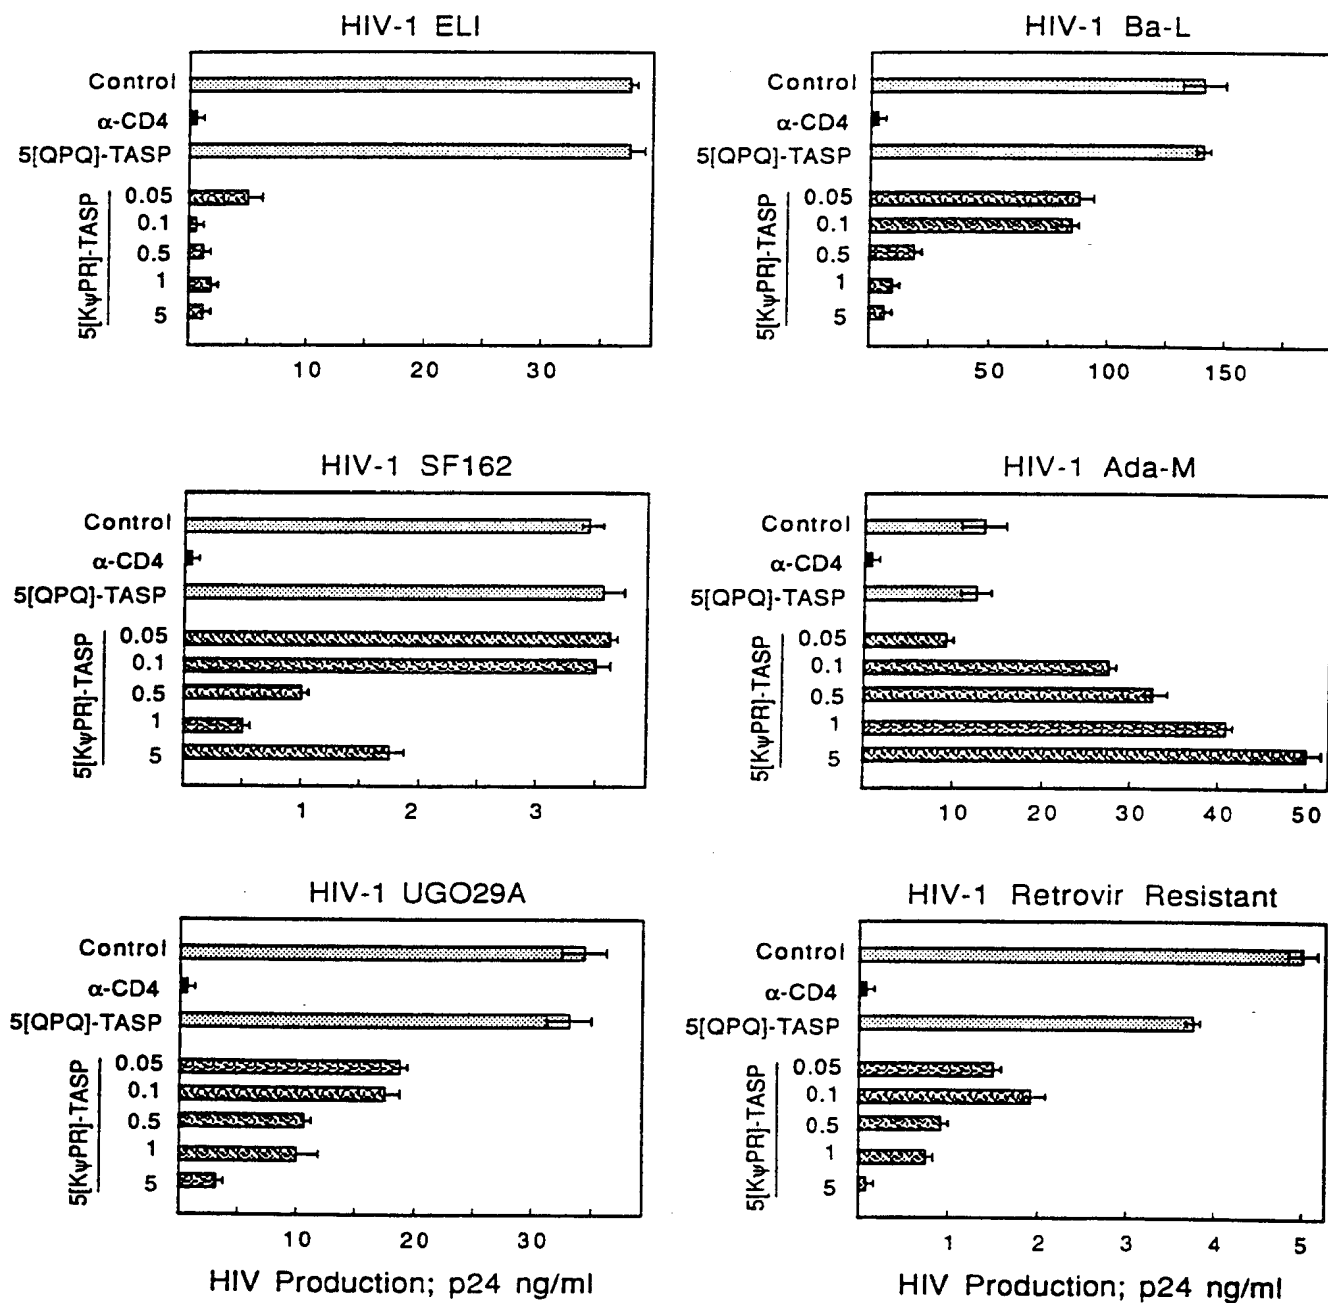 HIV-1 ELI
Control
α-CD4
5[QPQ]-TASP
5[KψPR]-TASP
0.05
0.1
0.5
1
5
10 20 30
HIV-1 Ba-L
Control
α-CD4
5[QPQ]-TASP
5[KψPR]-TASP
0.05
0.1
0.5
1
5
50 100 150
HIV-1 SF162
Control
α-CD4
5[QPQ]-TASP
5[KψPR]-TASP
0.05
0.1
0.5
1
5
1 2 3
HIV-1 Ada-M
Control
α-CD4
5[QPQ]-TASP
5[KψPR]-TASP
0.05
0.1
0.5
1
5
10 20 30 40 50
HIV-1 UGO29A
Control
α-CD4
5[QPQ]-TASP
5[KψPR]-TASP
0.05
0.1
0.5
1
5
10 20 30
HIV Production; p24 ng/ml
HIV-1 Retrovir Resistant
Control
α-CD4
5[QPQ]-TASP
5[KψPR]-TASP
0.05
0.1
0.5
1
5
1 2 3 4 5
HIV Production; p24 ng/ml